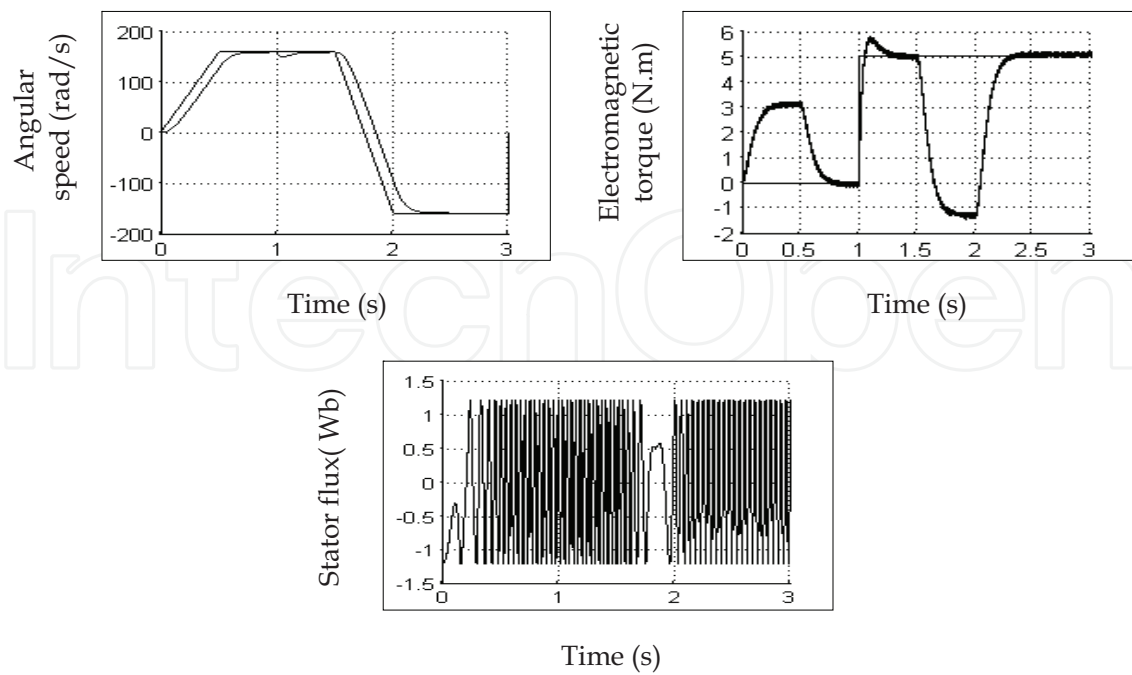 Angular
speed (rad/s)
200
100
0
-100
-200
0 1 2 3
Time (s)
Electromagnetic
torque (N.m)
6
5
4
3
2
1
0
-1
-2
0 0.5 1 1.5 2 2.5 3
Time (s)
IntechOpen
Stator flux( Wb)
1.5
1
0.5
0
-0.5
-1
-1.5
0 1 2 3
Time (s)